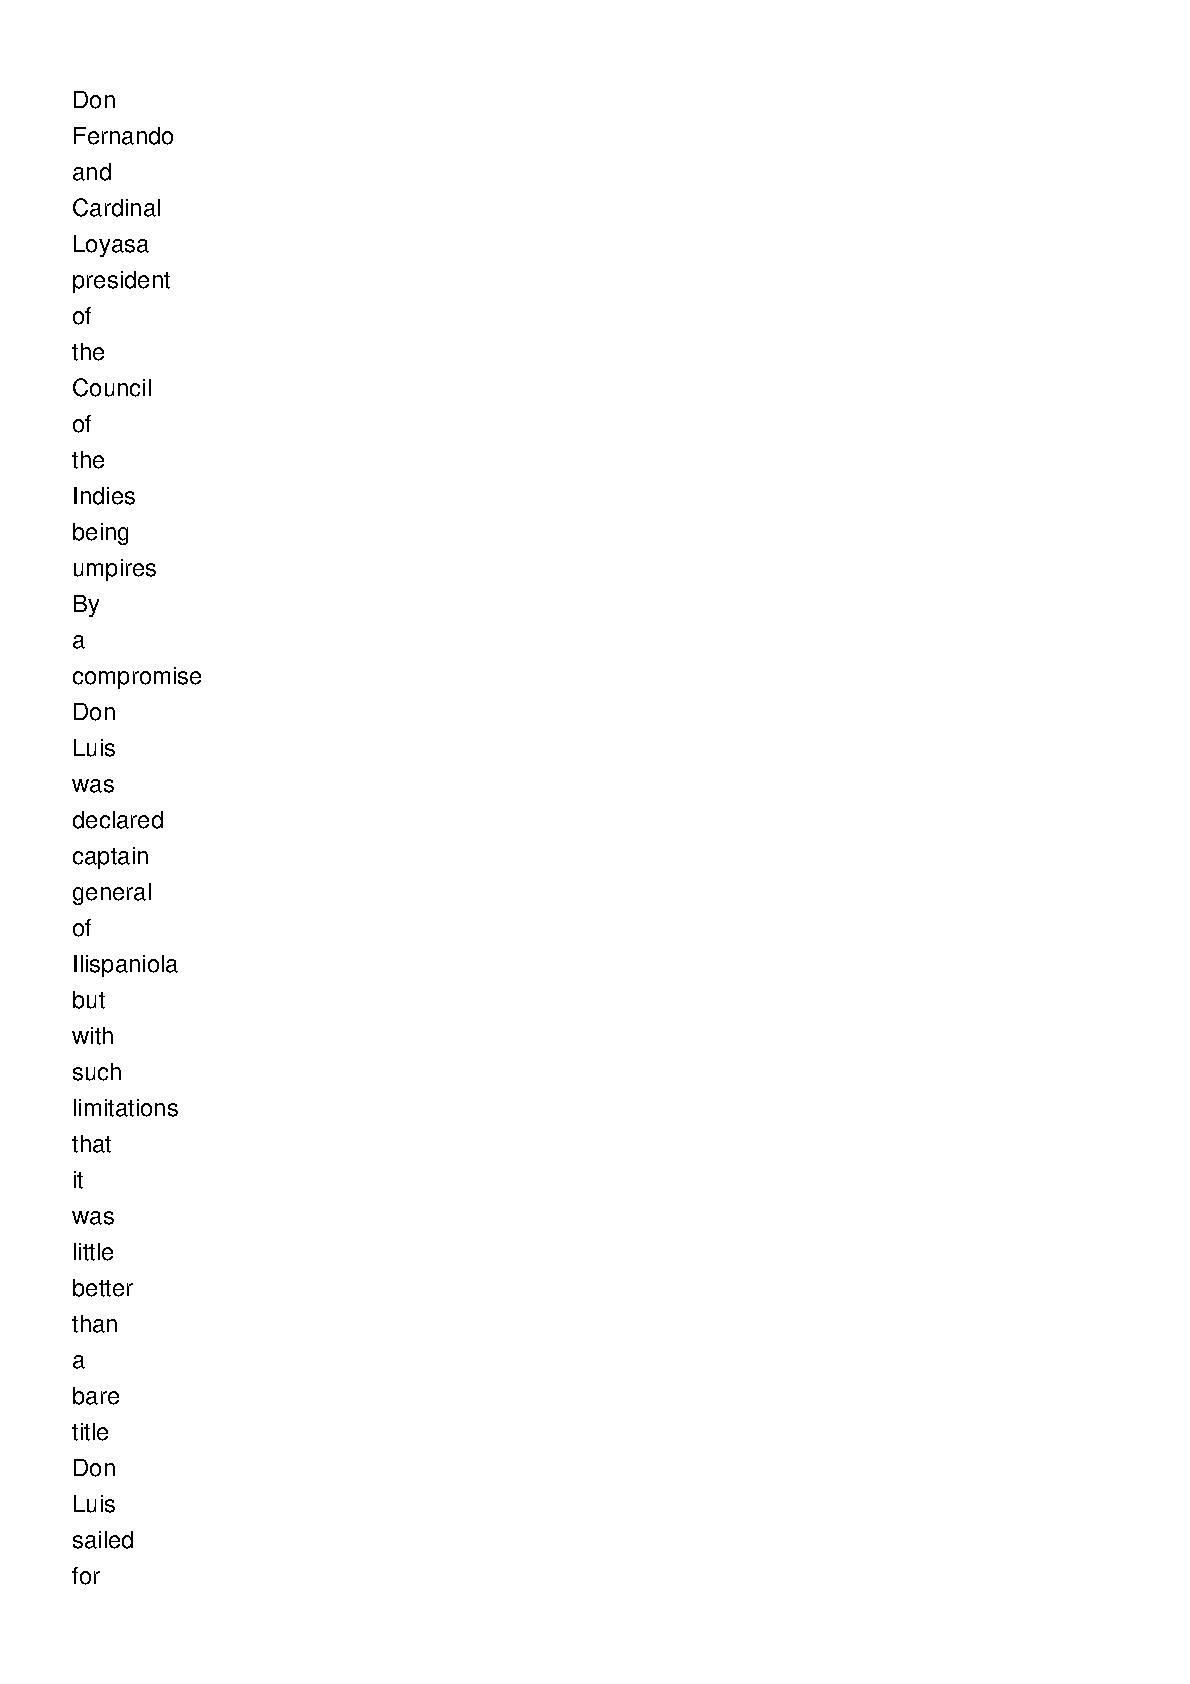 Don
Fernando
and
Cardinal
Loyasa
president
of
the
Council
of
the
Indies
being
umpires
By
a
compromise
Don
Luis
was
declared
captain
general
of
Ilispaniola
but
with
such
limitations
that
it
was
little
better
than
a
bare
title
Don
Luis
sailed
for